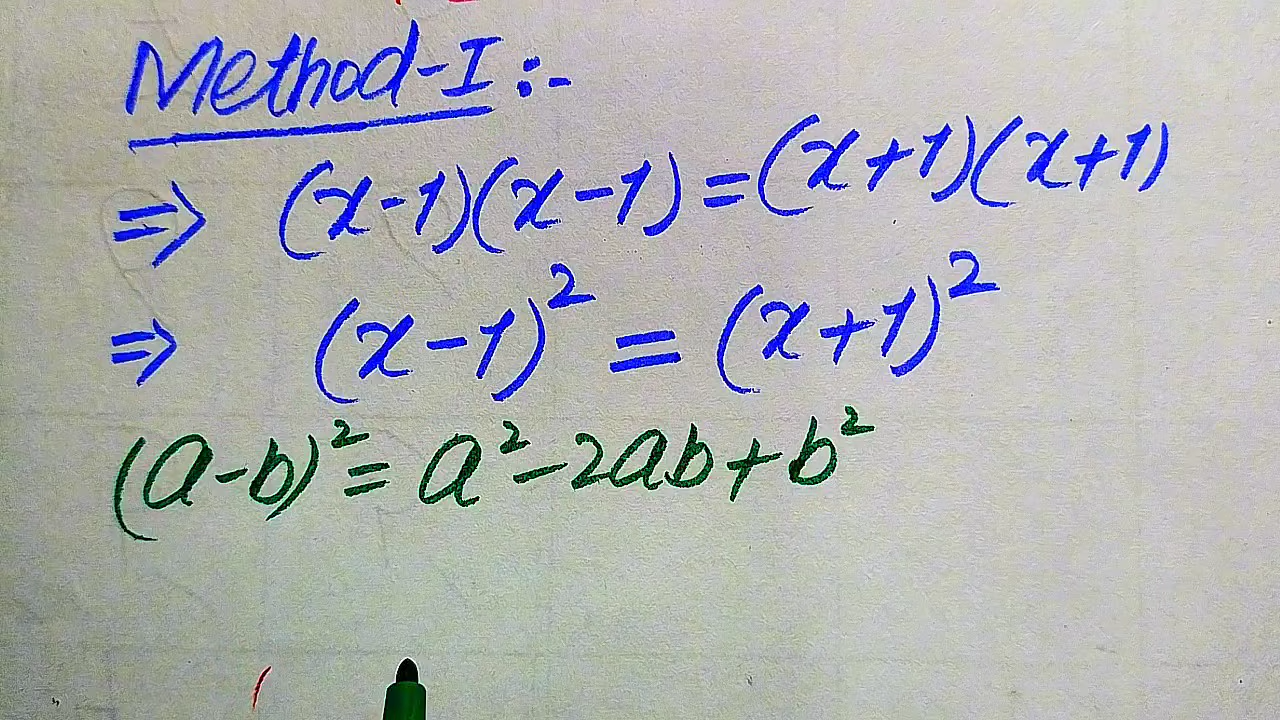 Method-I :-
⇒ (x-1)(x-1) = (x+1)(x+1)
⇒ (x-1)² = (x+1)²
(a-b)² = a²-2ab+b²